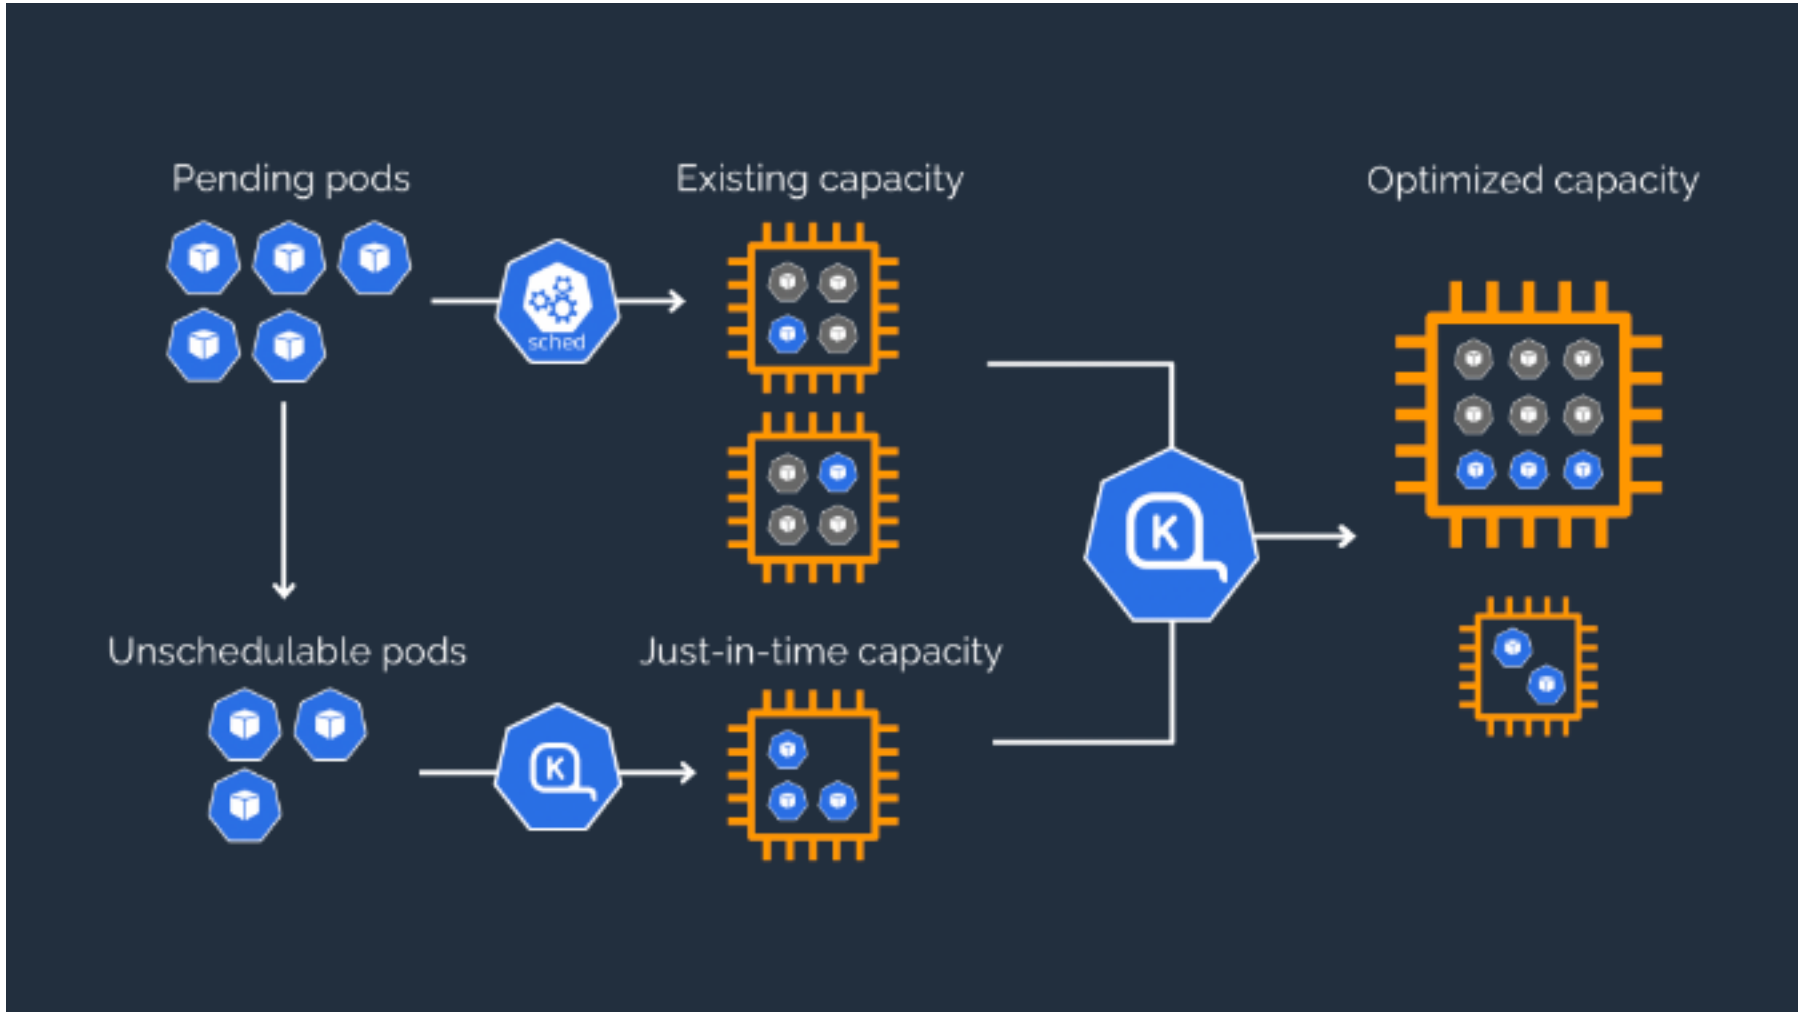 Pending pods
Existing capacity
Optimized capacity
sched
K
Unschedulable pods
Just-in-time capacity
K